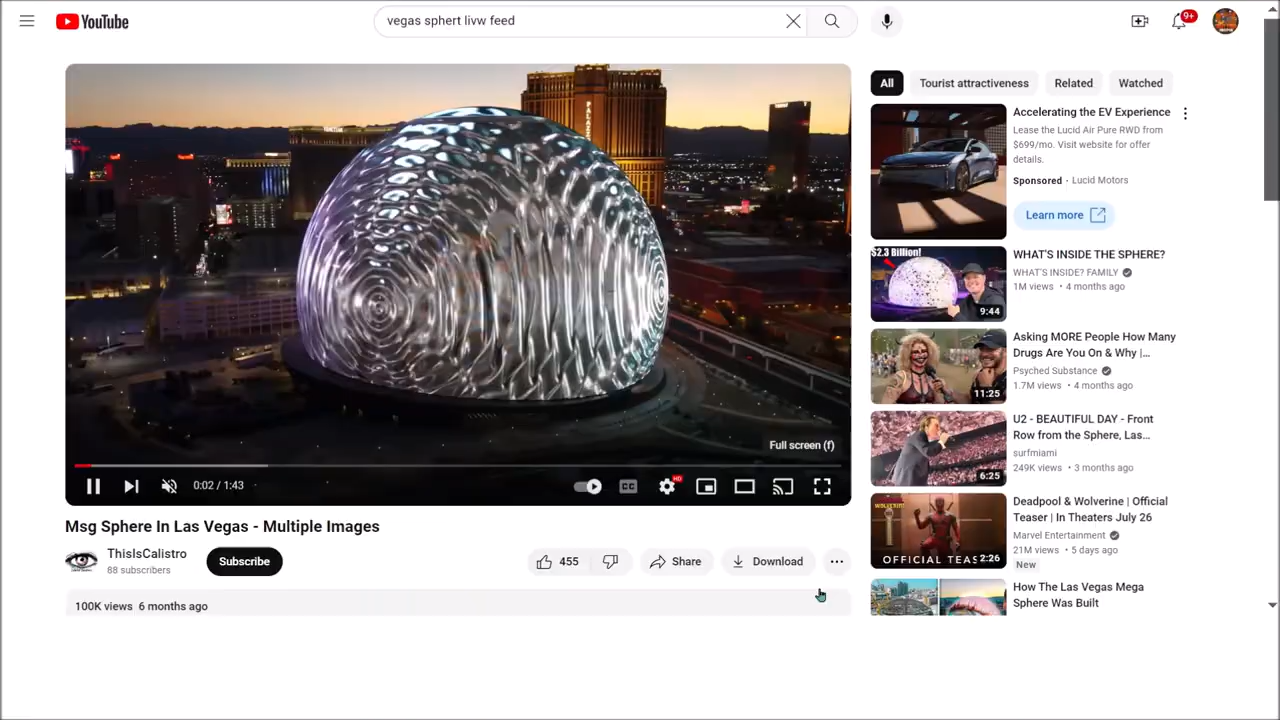 YouTube
vegas sphert livw feed
9+
PALAZZO
Full screen (f)
0:02 / 1:43
CC
HD
Msg Sphere In Las Vegas - Multiple Images
ThisIsCalistro
88 subscribers
Subscribe
455
Share
Download
100K views 6 months ago
All
Tourist attractiveness
Related
Watched
Accelerating the EV Experience
Lease the Lucid Air Pure RWD from
$699/mo. Visit website for offer
details.
Sponsored · Lucid Motors
Learn more
$2.3 Billion!
9:44
WHAT'S INSIDE THE SPHERE?
WHAT'S INSIDE? FAMILY
1M views • 4 months ago
11:25
Asking MORE People How Many
Drugs Are You On & Why |...
Psyched Substance
1.7M views • 4 months ago
6:25
U2 - BEAUTIFUL DAY - Front
Row from the Sphere, Las...
surfmiami
249K views • 3 months ago
OFFICIAL TEAS
2:26
Deadpool & Wolverine | Official
Teaser | In Theaters July 26
Marvel Entertainment
21M views • 5 days ago
New
How The Las Vegas Mega
Sphere Was Built